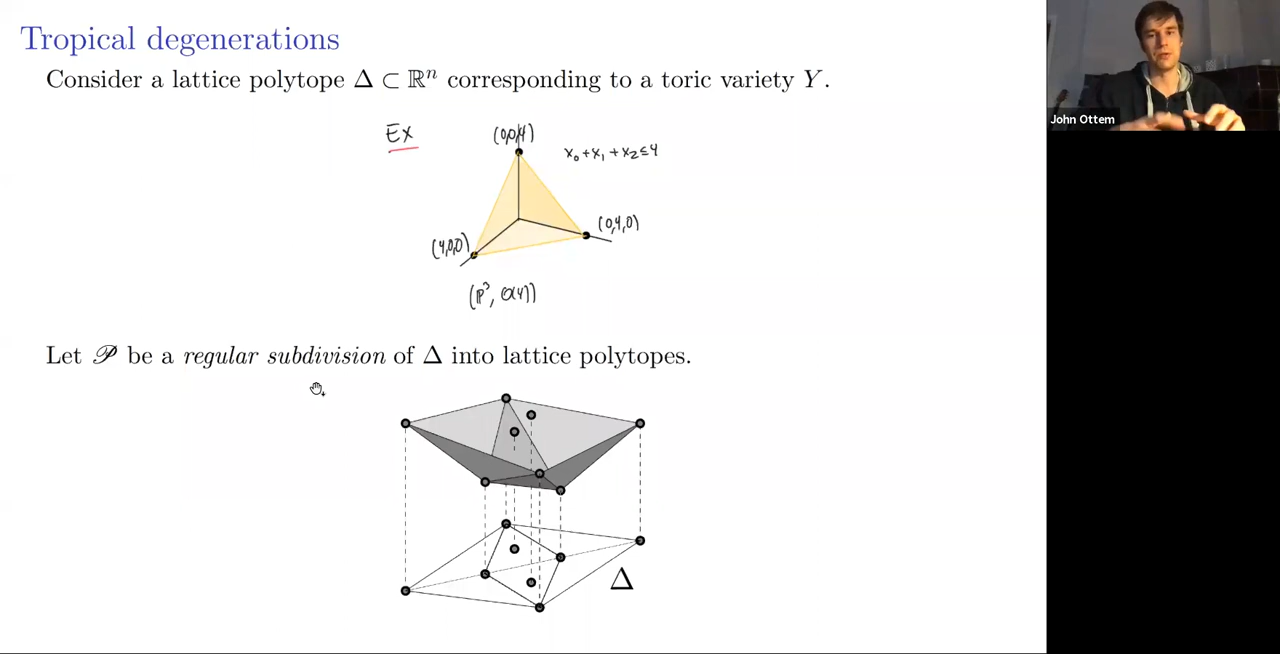 Tropical degenerations
Consider a lattice polytope Δ ⊂ ℝⁿ corresponding to a toric variety Y.
Ex
(0,0,4)
x₀+x₁+x₂≤4
(0,4,0)
(4,0,0)
(ℙ³, O(4))
Let 𝒫 be a regular subdivision of Δ into lattice polytopes.
Δ
John Ottem